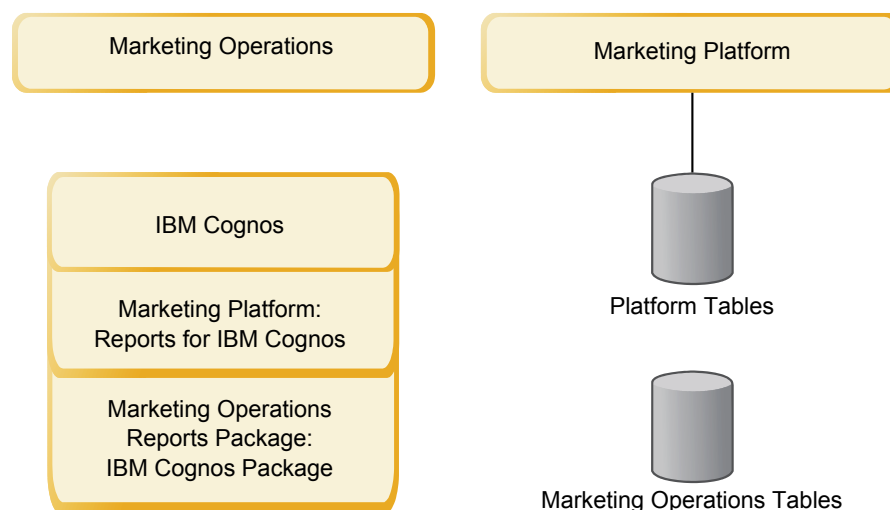 Marketing Operations
Marketing Platform
IBM Cognos
Marketing Platform:
Reports for IBM Cognos
Marketing Operations
Reports Package:
IBM Cognos Package
Platform Tables
Marketing Operations Tables